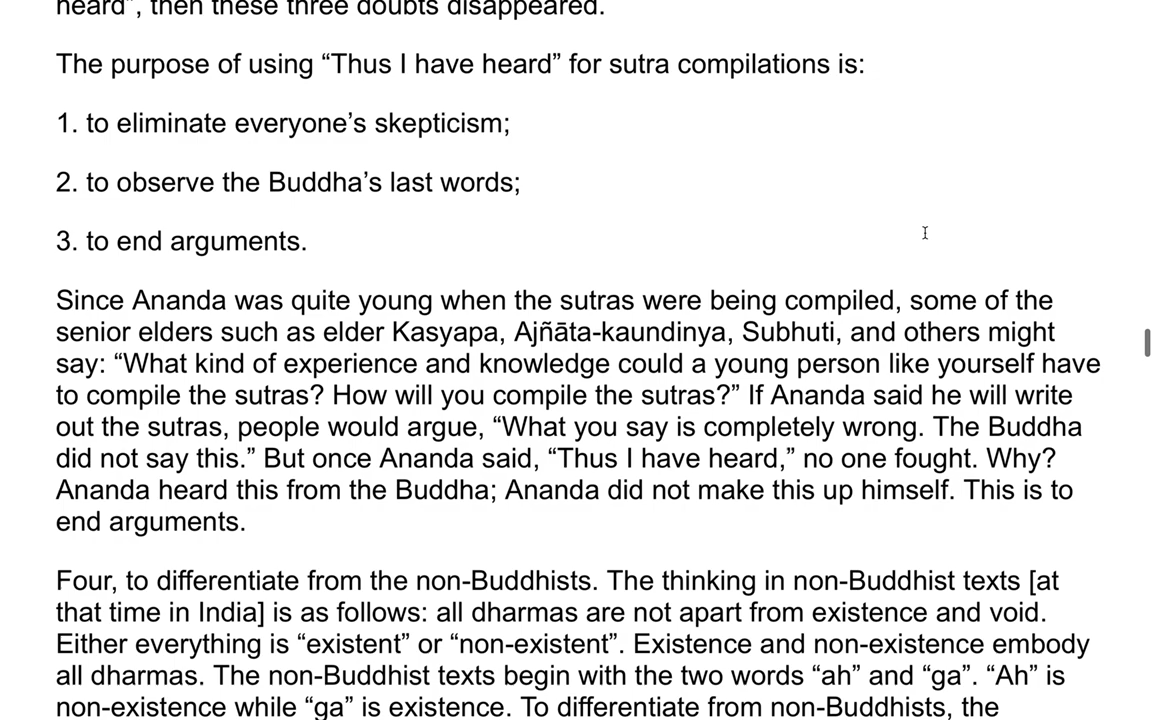 heard”, then these three doubts disappeared.
The purpose of using “Thus I have heard” for sutra compilations is:
1. to eliminate everyone’s skepticism;
2. to observe the Buddha’s last words;
3. to end arguments.
Since Ananda was quite young when the sutras were being compiled, some of the
senior elders such as elder Kasyapa, Ajñāta-kaundinya, Subhuti, and others might
say: “What kind of experience and knowledge could a young person like yourself have
to compile the sutras? How will you compile the sutras?” If Ananda said he will write
out the sutras, people would argue, “What you say is completely wrong. The Buddha
did not say this.” But once Ananda said, “Thus I have heard,” no one fought. Why?
Ananda heard this from the Buddha; Ananda did not make this up himself. This is to
end arguments.
Four, to differentiate from the non-Buddhists. The thinking in non-Buddhist texts [at
that time in India] is as follows: all dharmas are not apart from existence and void.
Either everything is “existent” or “non-existent”. Existence and non-existence embody
all dharmas. The non-Buddhist texts begin with the two words “ah” and “ga”. “Ah” is
non-existence while “ga” is existence. To differentiate from non-Buddhists, the